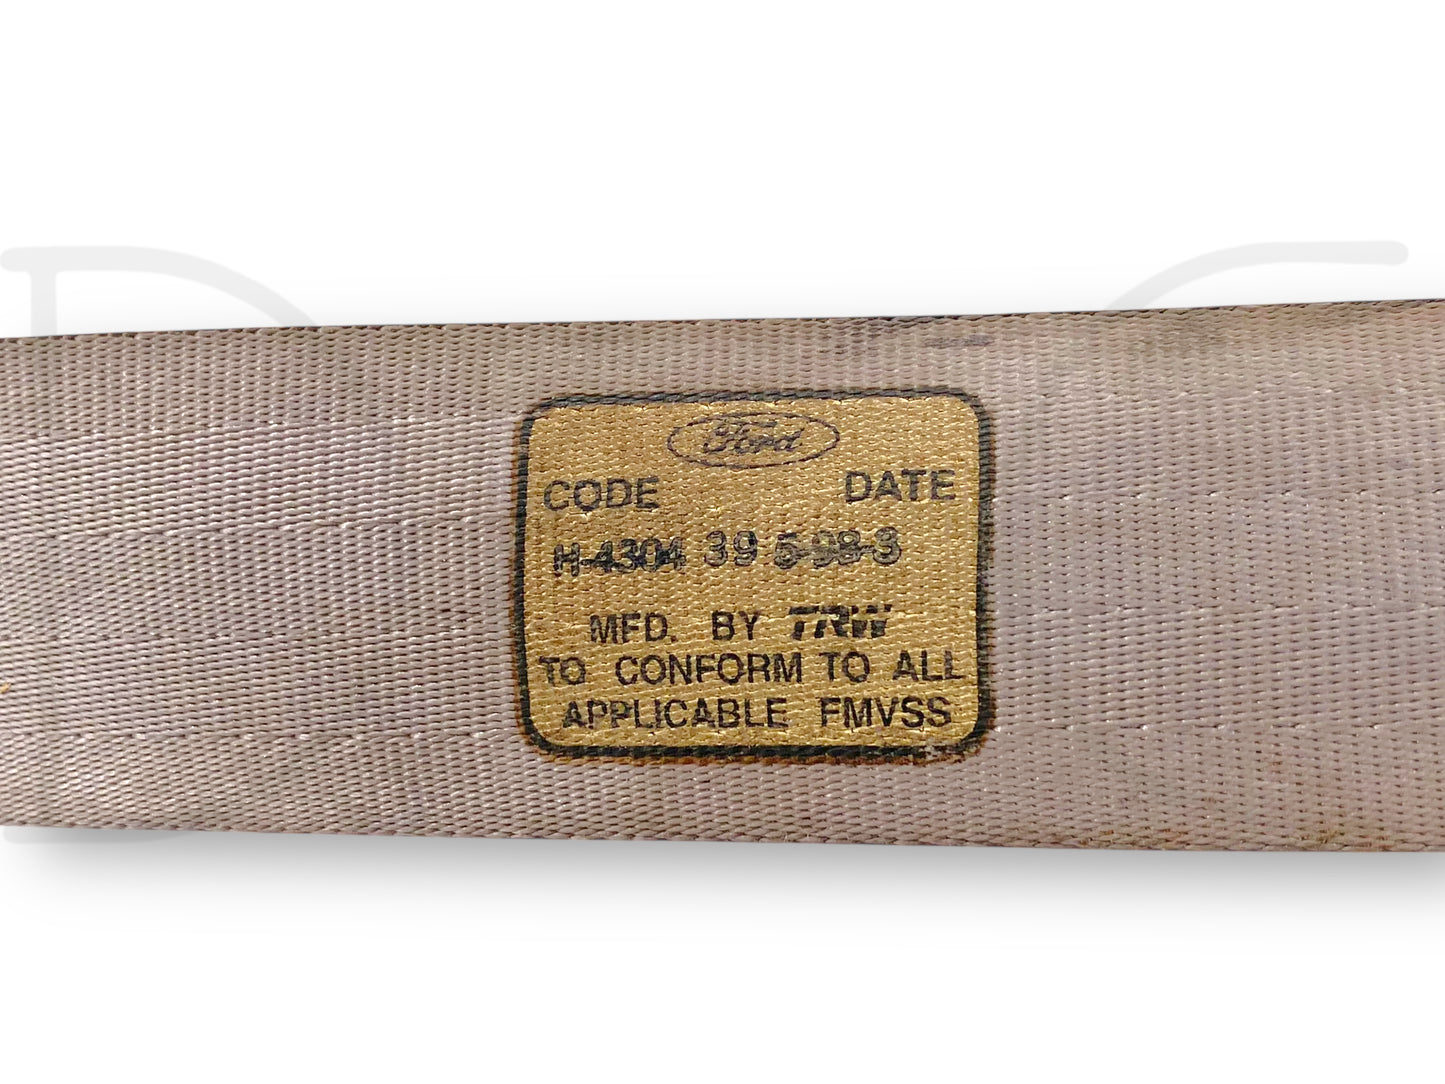 Ford
CODE DATE
H-4304 39 5-98-3
MFD. BY TRW
TO CONFORM TO ALL
APPLICABLE FMVSS